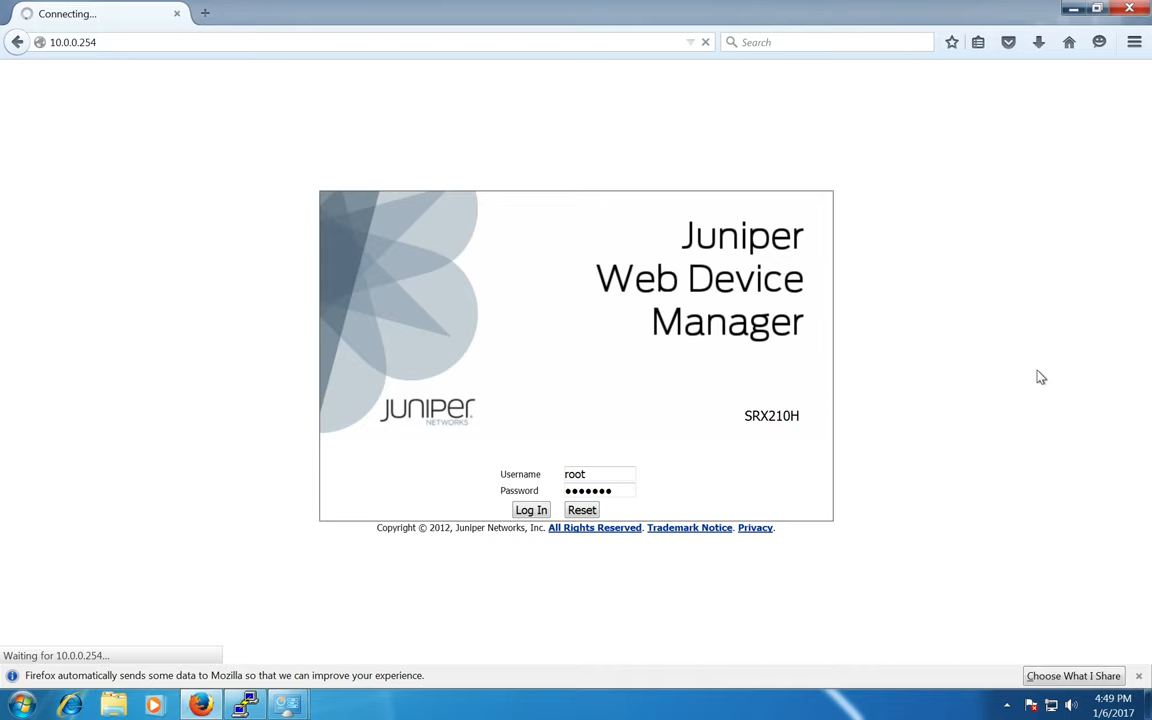 Connecting...
10.0.0.254
Search
Juniper
Web Device
Manager
JUNIPER
NETWORKS
SRX210H
Username root
Password ●●●●●●●
Log In Reset
Copyright © 2012, Juniper Networks, Inc. All Rights Reserved. Trademark Notice. Privacy.
Waiting for 10.0.0.254...
Firefox automatically sends some data to Mozilla so that we can improve your experience.
Choose What I Share
4:49 PM
1/6/2017